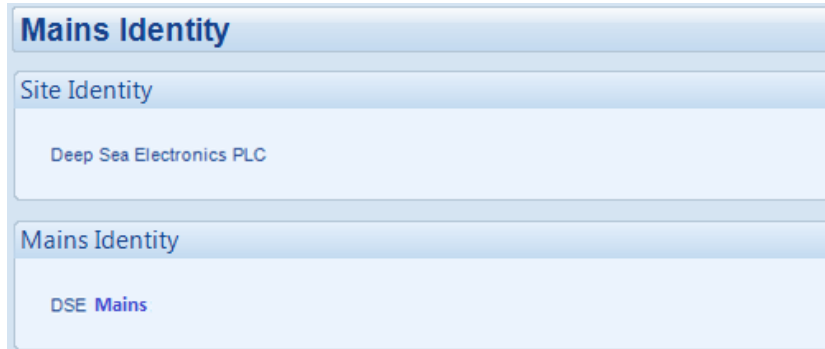 Mains Identity
Site Identity
Deep Sea Electronics PLC
Mains Identity
DSE Mains